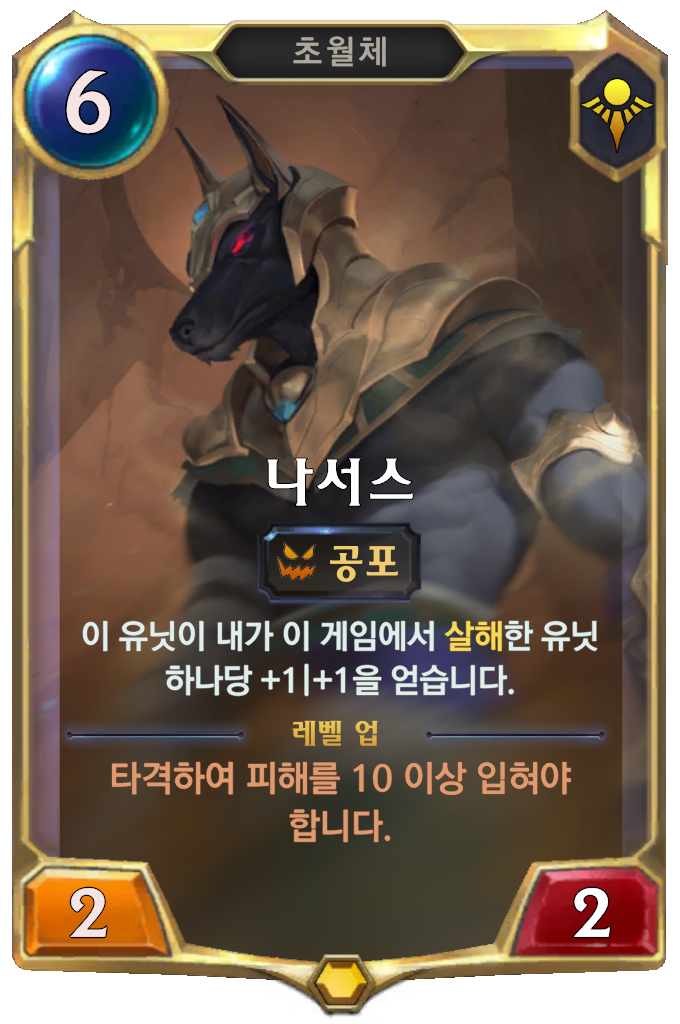 초월체
6
나서스
공포
이 유닛이 내가 이 게임에서 살해한 유닛
하나당 +1|+1을 얻습니다.
레벨 업
타격하여 피해를 10 이상 입혀야
합니다.
2
2